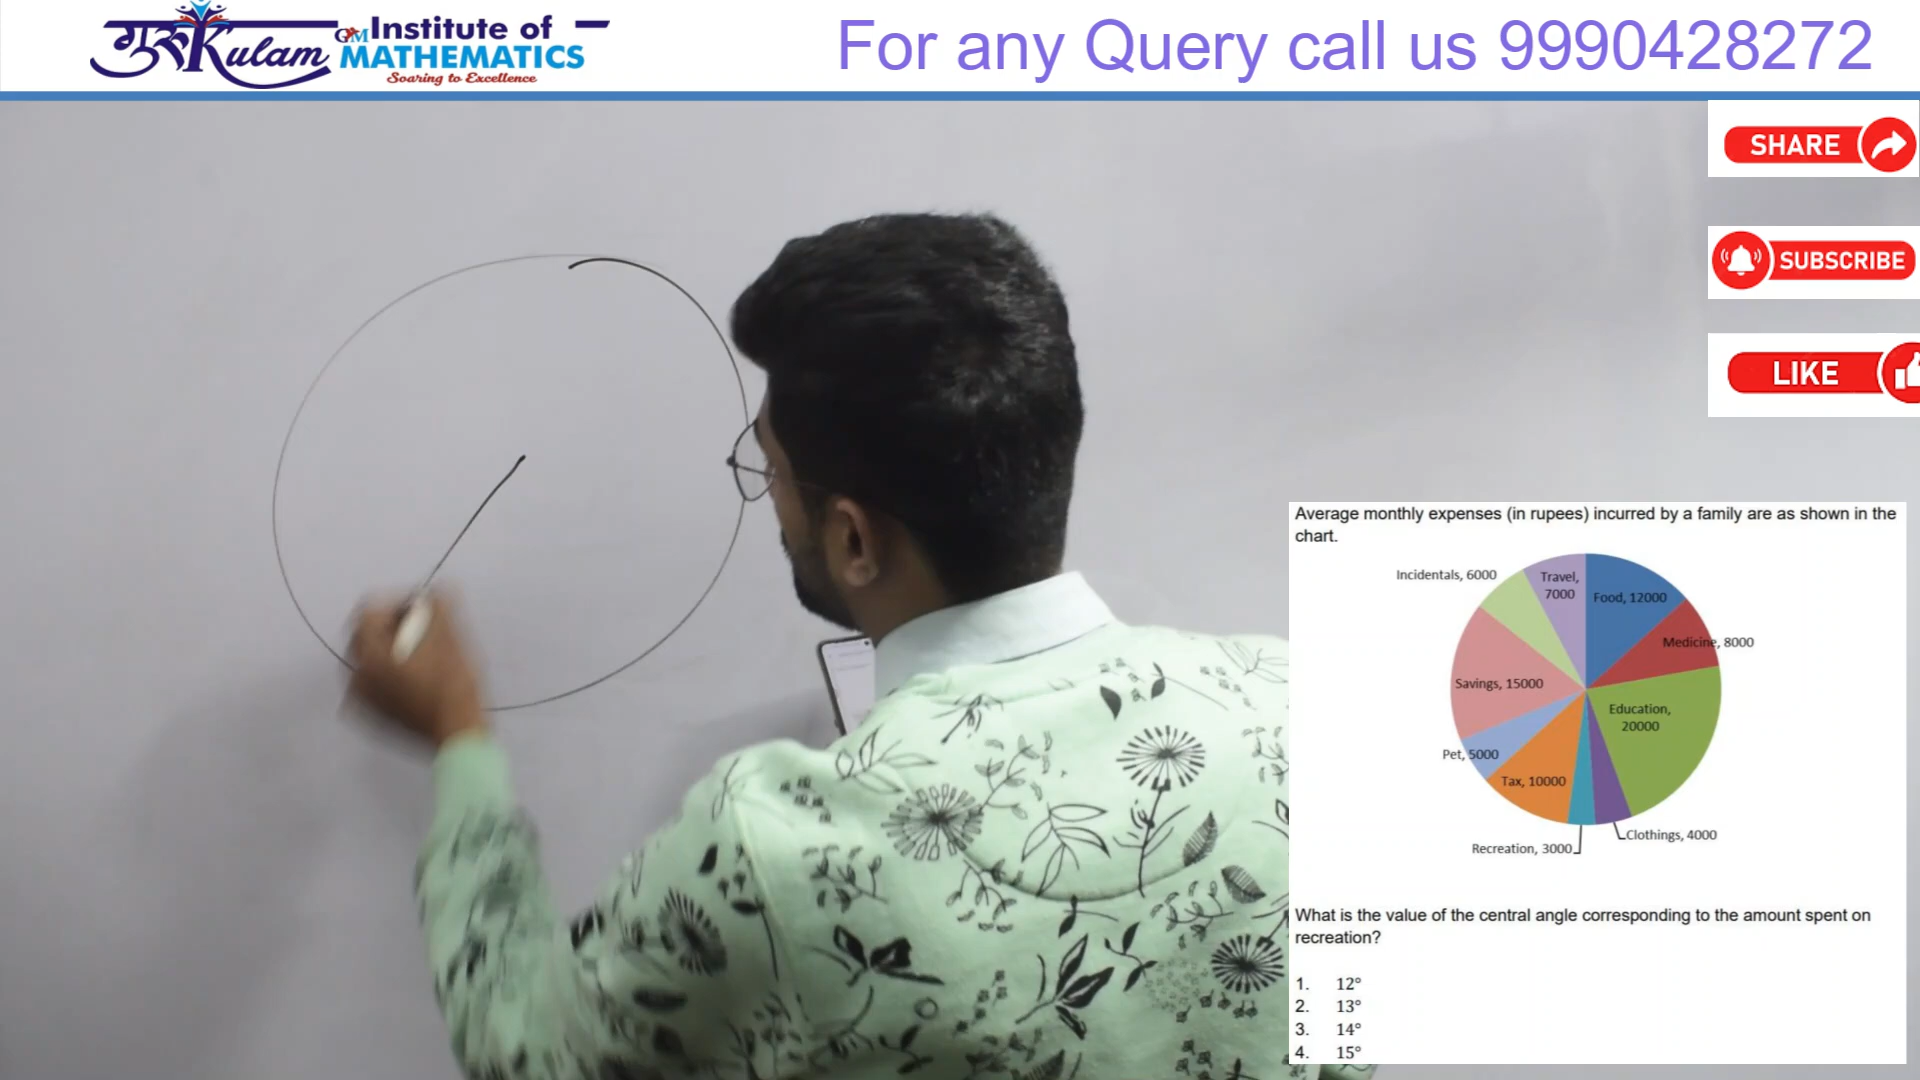 गुरुKulam GM Institute of
MATHEMATICS
Soaring to Excellence
For any Query call us 9990428272
SHARE
SUBSCRIBE
LIKE
Average monthly expenses (in rupees) incurred by a family are as shown in the
chart.
Incidentals, 6000
Travel,
7000
Food, 12000
Medicine, 8000
Savings, 15000
Education,
20000
Pet, 5000
Tax, 10000
Clothings, 4000
Recreation, 3000
What is the value of the central angle corresponding to the amount spent on
recreation?
1. 12°
2. 13°
3. 14°
4. 15°